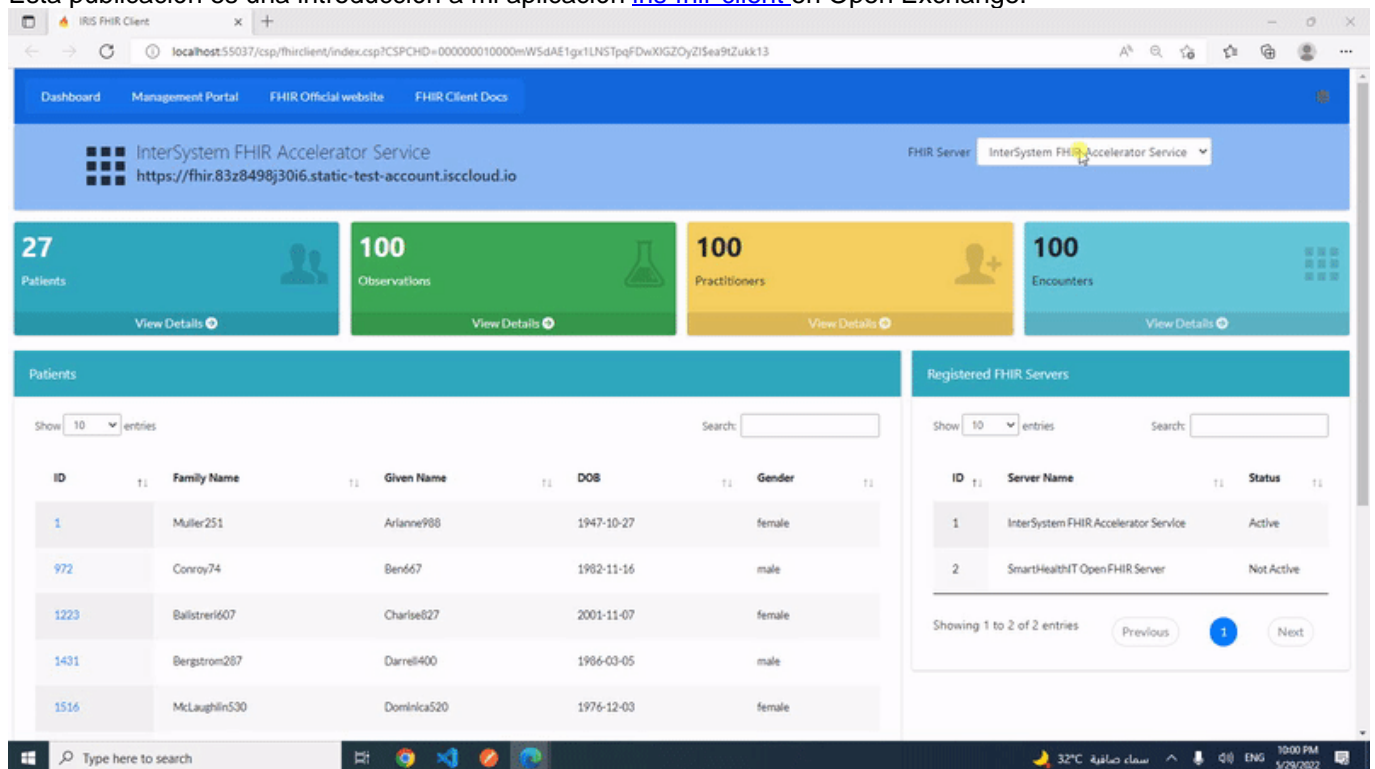 Esta publicación es una introducción a mi aplicación iris-fhir-client en Open Exchange.
IRIS FHIR Client
localhost:55037/csp/fhirclient/index.csp?CSPCHD=000000010000mW5dAE1gx1LNSTpqFDwXIGZOyZI$ea9tZukk13
Dashboard Management Portal FHIR Official website FHIR Client Docs
InterSystem FHIR Accelerator Service
https://fhir.83z8498j30i6.static-test-account.isccloud.io
FHIR Server InterSystem FHIR Accelerator Service
27
Patients
View Details
100
Observations
View Details
100
Practitioners
View Details
100
Encounters
View Details
Patients
Show 10 entries Search:
ID Family Name Given Name DOB Gender
1 Muller251 Arianne988 1947-10-27 female
972 Conroy74 Ben667 1982-11-16 male
1223 Balistreri607 Charise827 2001-11-07 female
1431 Bergstrom287 Darrell400 1986-03-05 male
1516 McLaughlin530 Dominica520 1976-12-03 female
Registered FHIR Servers
Show 10 entries Search:
ID Server Name Status
1 InterSystem FHIR Accelerator Service Active
2 SmartHealthIT Open FHIR Server Not Active
Showing 1 to 2 of 2 entries Previous 1 Next
Type here to search
32°C سماء صافية ENG 10:00 PM
5/29/2022